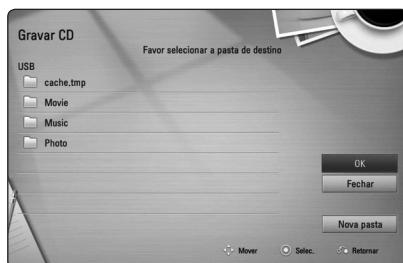 Gravar CD
Favor selecionar a pasta de destino
USB
cache.tmp
Movie
Music
Photo
OK
Fechar
Nova pasta
Mover Selec. Retornar